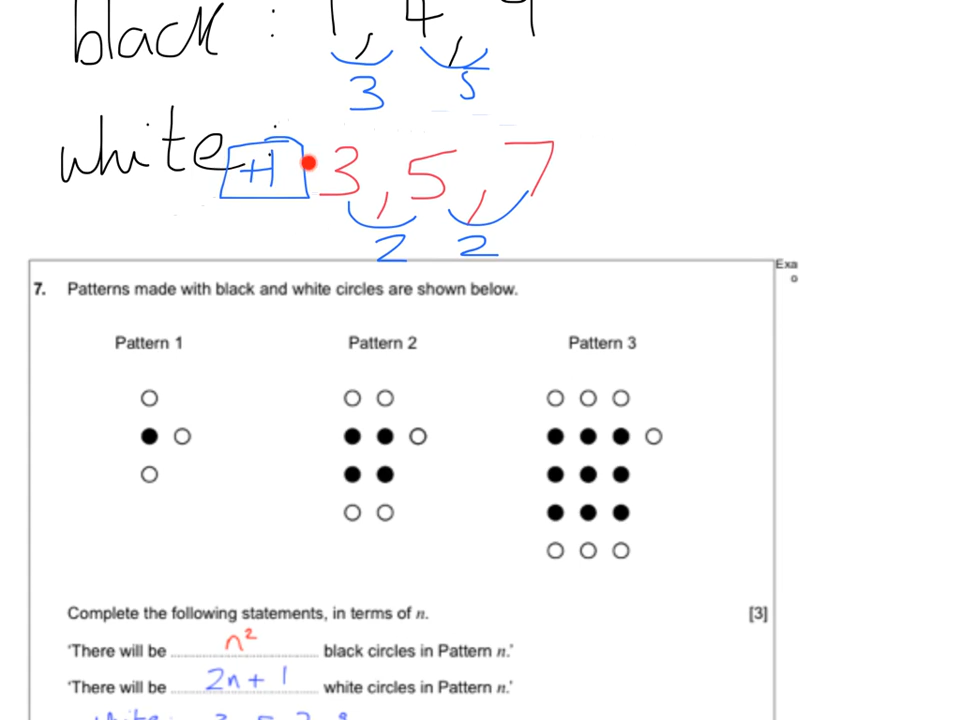 black : 1, 4, 9
3 5
white : +1 3, 5, 7
2 2
Exa
7. Patterns made with black and white circles are shown below.
Pattern 1 Pattern 2 Pattern 3
Complete the following statements, in terms of n. [3]
'There will be n² black circles in Pattern n.'
'There will be 2n + 1 white circles in Pattern n.'